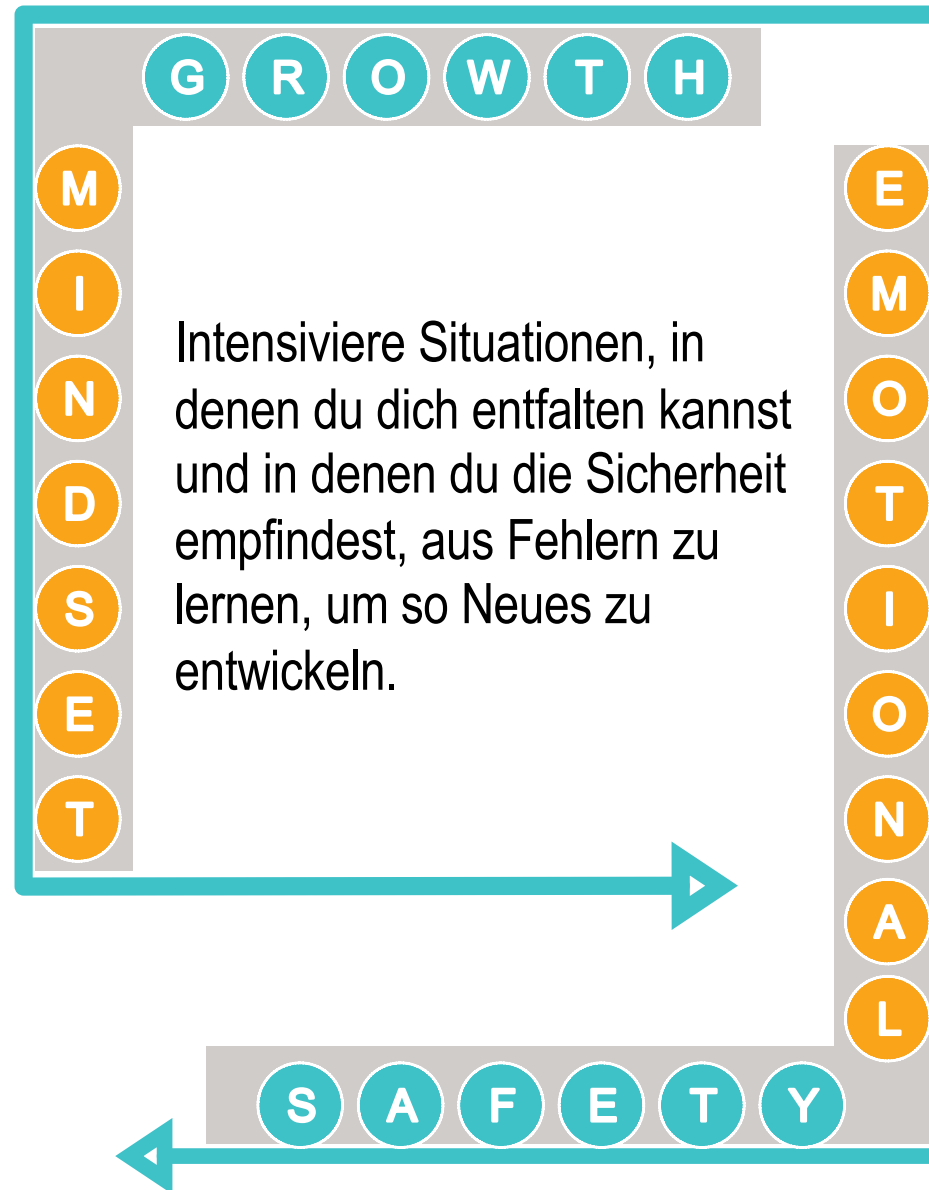 GROWTH
MINDSET
Intensiviere Situationen, in
denen du dich entfalten kannst
und in denen du die Sicherheit
empfindest, aus Fehlern zu
lernen, um so Neues zu
entwickeln.
EMOTIONAL
SAFETY